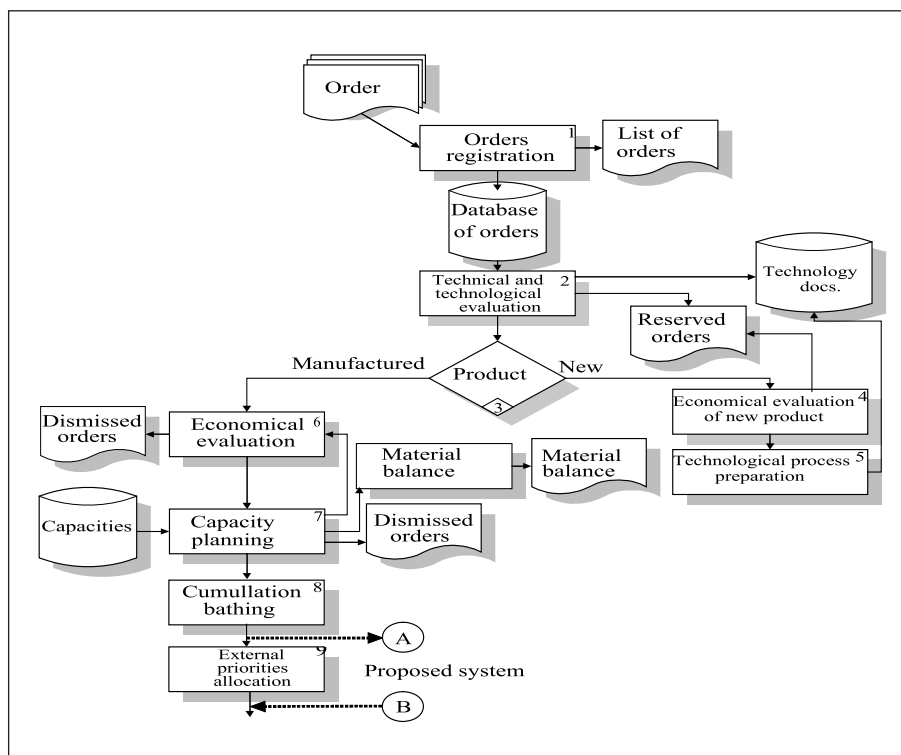 Order
1
Orders
registration
List of
orders
Database
of orders
2
Technical and
technological
evaluation
Technology
docs.
Reserved
orders
Manufactured
Product
New
3
4
Economical evaluation
of new product
Dismissed
orders
6
Economical
evaluation
Material
balance
Material
balance
5
Technological process
preparation
Capacities
7
Capacity
planning
Dismissed
orders
8
Cumullation
bathing
A
9
External
priorities
allocation
Proposed system
B